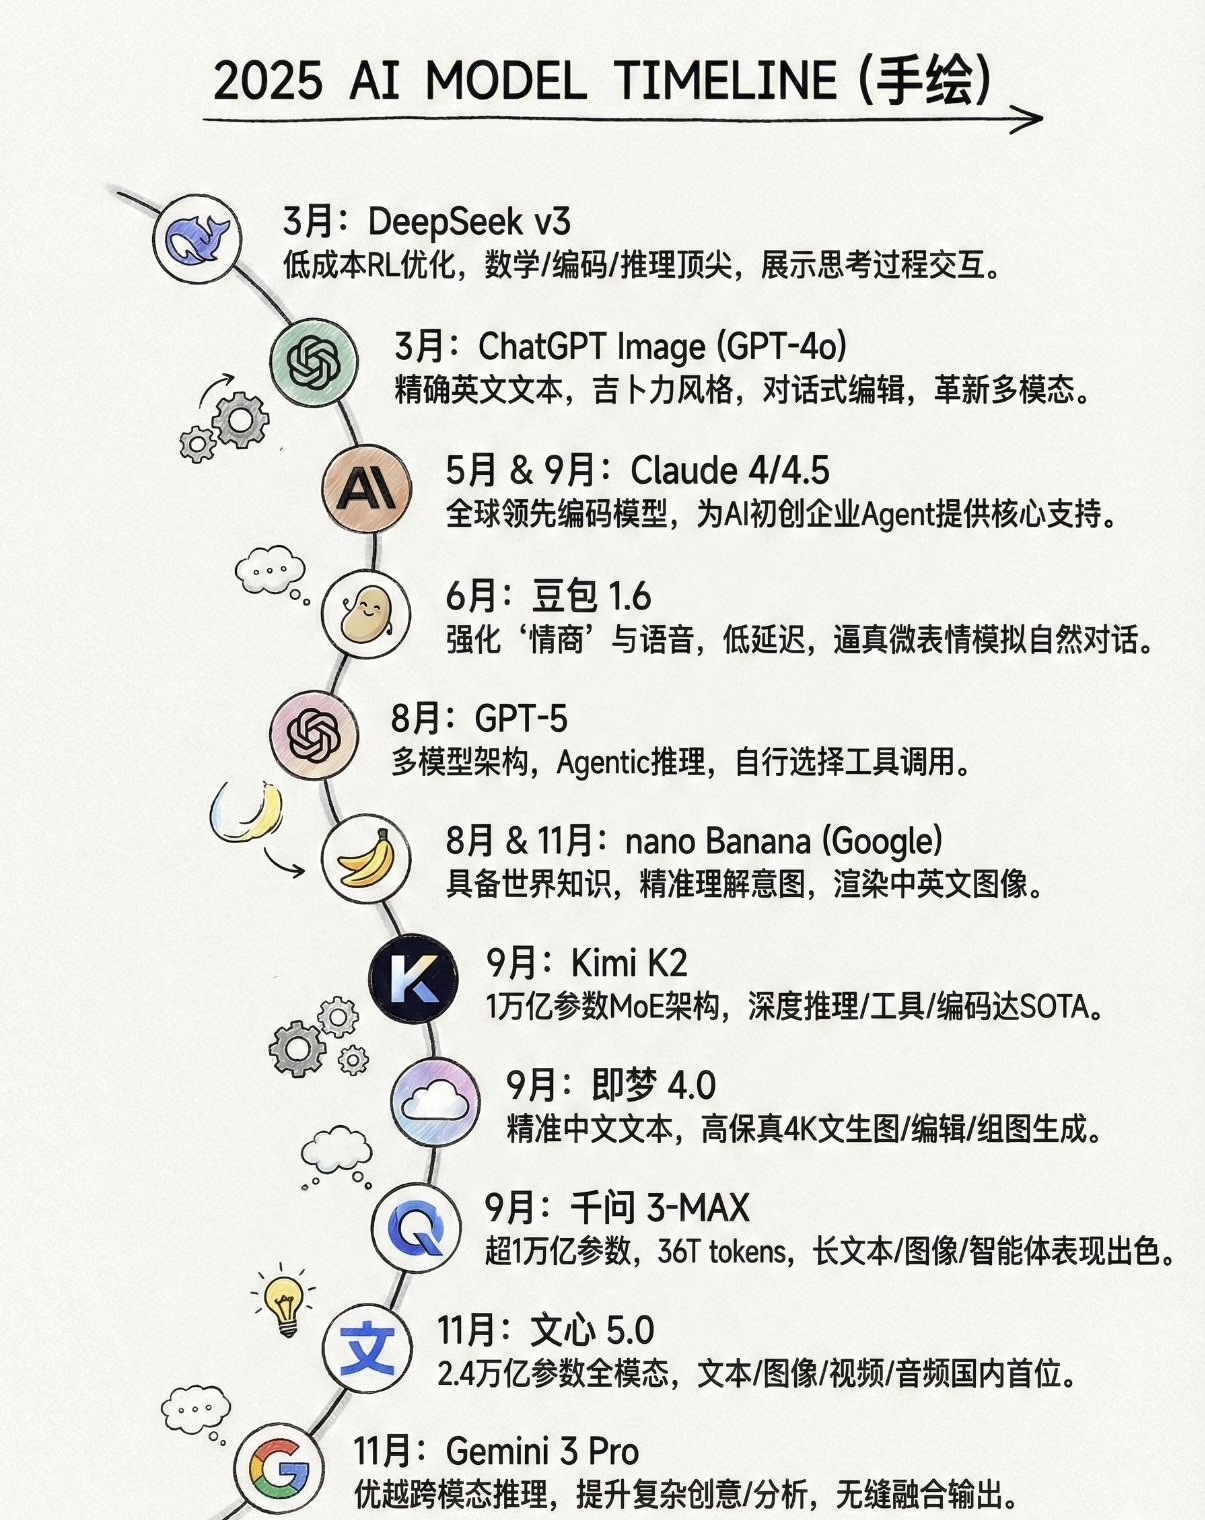 2025 AI MODEL TIMELINE (手绘)
3月：DeepSeek v3
低成本RL优化，数学/编码/推理顶尖，展示思考过程交互。
3月：ChatGPT Image (GPT-4o)
精确英文文本，吉卜力风格，对话式编辑，革新多模态。
AI
5月 & 9月：Claude 4/4.5
全球领先编码模型，为AI初创企业Agent提供核心支持。
6月：豆包 1.6
强化‘情商’与语音，低延迟，逼真微表情模拟自然对话。
8月：GPT-5
多模型架构，Agentic推理，自行选择工具调用。
8月 & 11月：nano Banana (Google)
具备世界知识，精准理解意图，渲染中英文图像。
K
9月：Kimi K2
1万亿参数MoE架构，深度推理/工具/编码达SOTA。
9月：即梦 4.0
精准中文文本，高保真4K文生图/编辑/组图生成。
Q
9月：千问 3-MAX
超1万亿参数，36T tokens，长文本/图像/智能体表现出色。
文
11月：文心 5.0
2.4万亿参数全模态，文本/图像/视频/音频国内首位。
G
11月：Gemini 3 Pro
优越跨模态推理，提升复杂创意/分析，无缝融合输出。